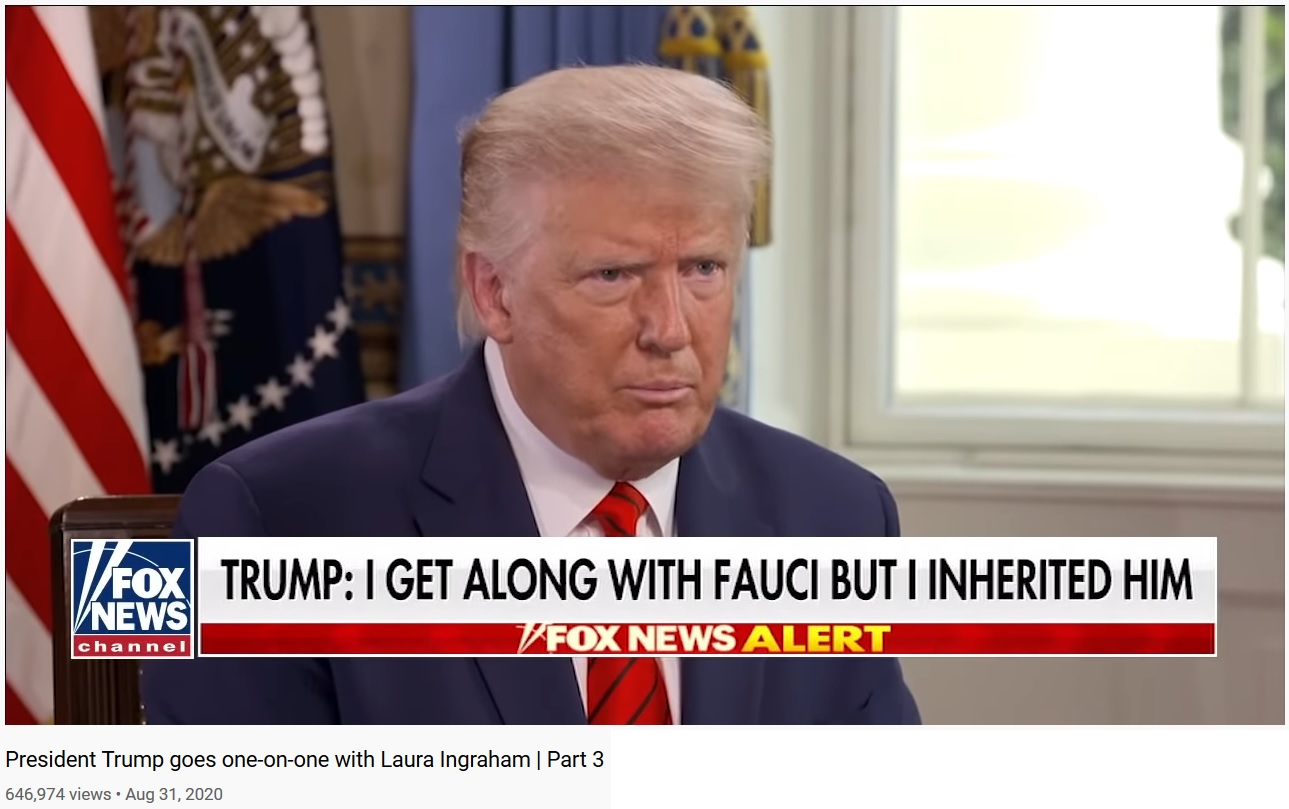 FOX
NEWS
channel
TRUMP: I GET ALONG WITH FAUCI BUT I INHERITED HIM
FOX NEWS ALERT
President Trump goes one-on-one with Laura Ingraham | Part 3
646,974 views • Aug 31, 2020